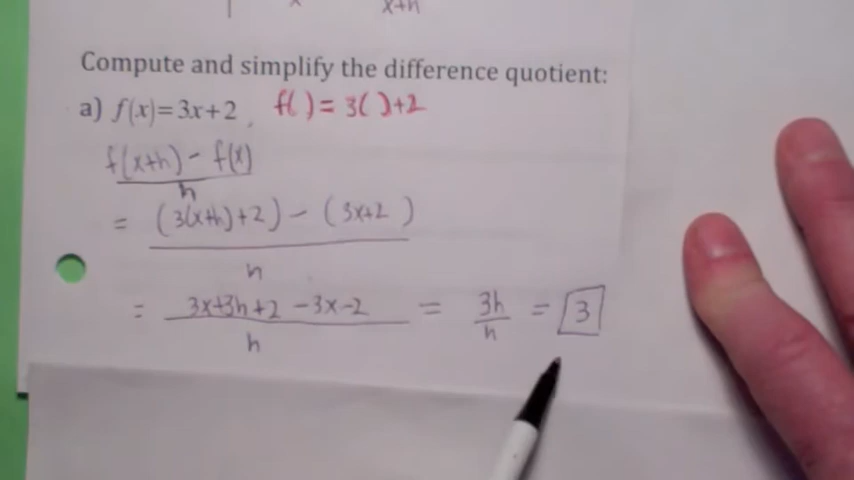 x x+h
Compute and simplify the difference quotient:
a) f(x)=3x+2, f( ) = 3( )+2
f(x+h) - f(x)
h
= (3(x+h)+2) - (3x+2 )
h
= 3x+3h+2 -3x-2 = 3h = 3
h h